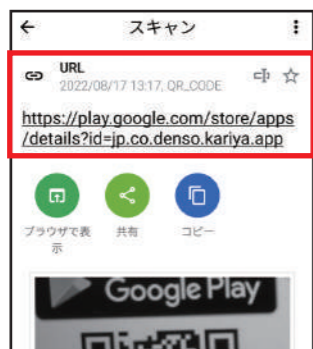 スキャン
URL
2022/08/17 13:17, QR_CODE
https://play.google.com/store/apps
/details?id=jp.co.denso.kariya.app
ブラウザで表
示
共有
コピー
Google Play